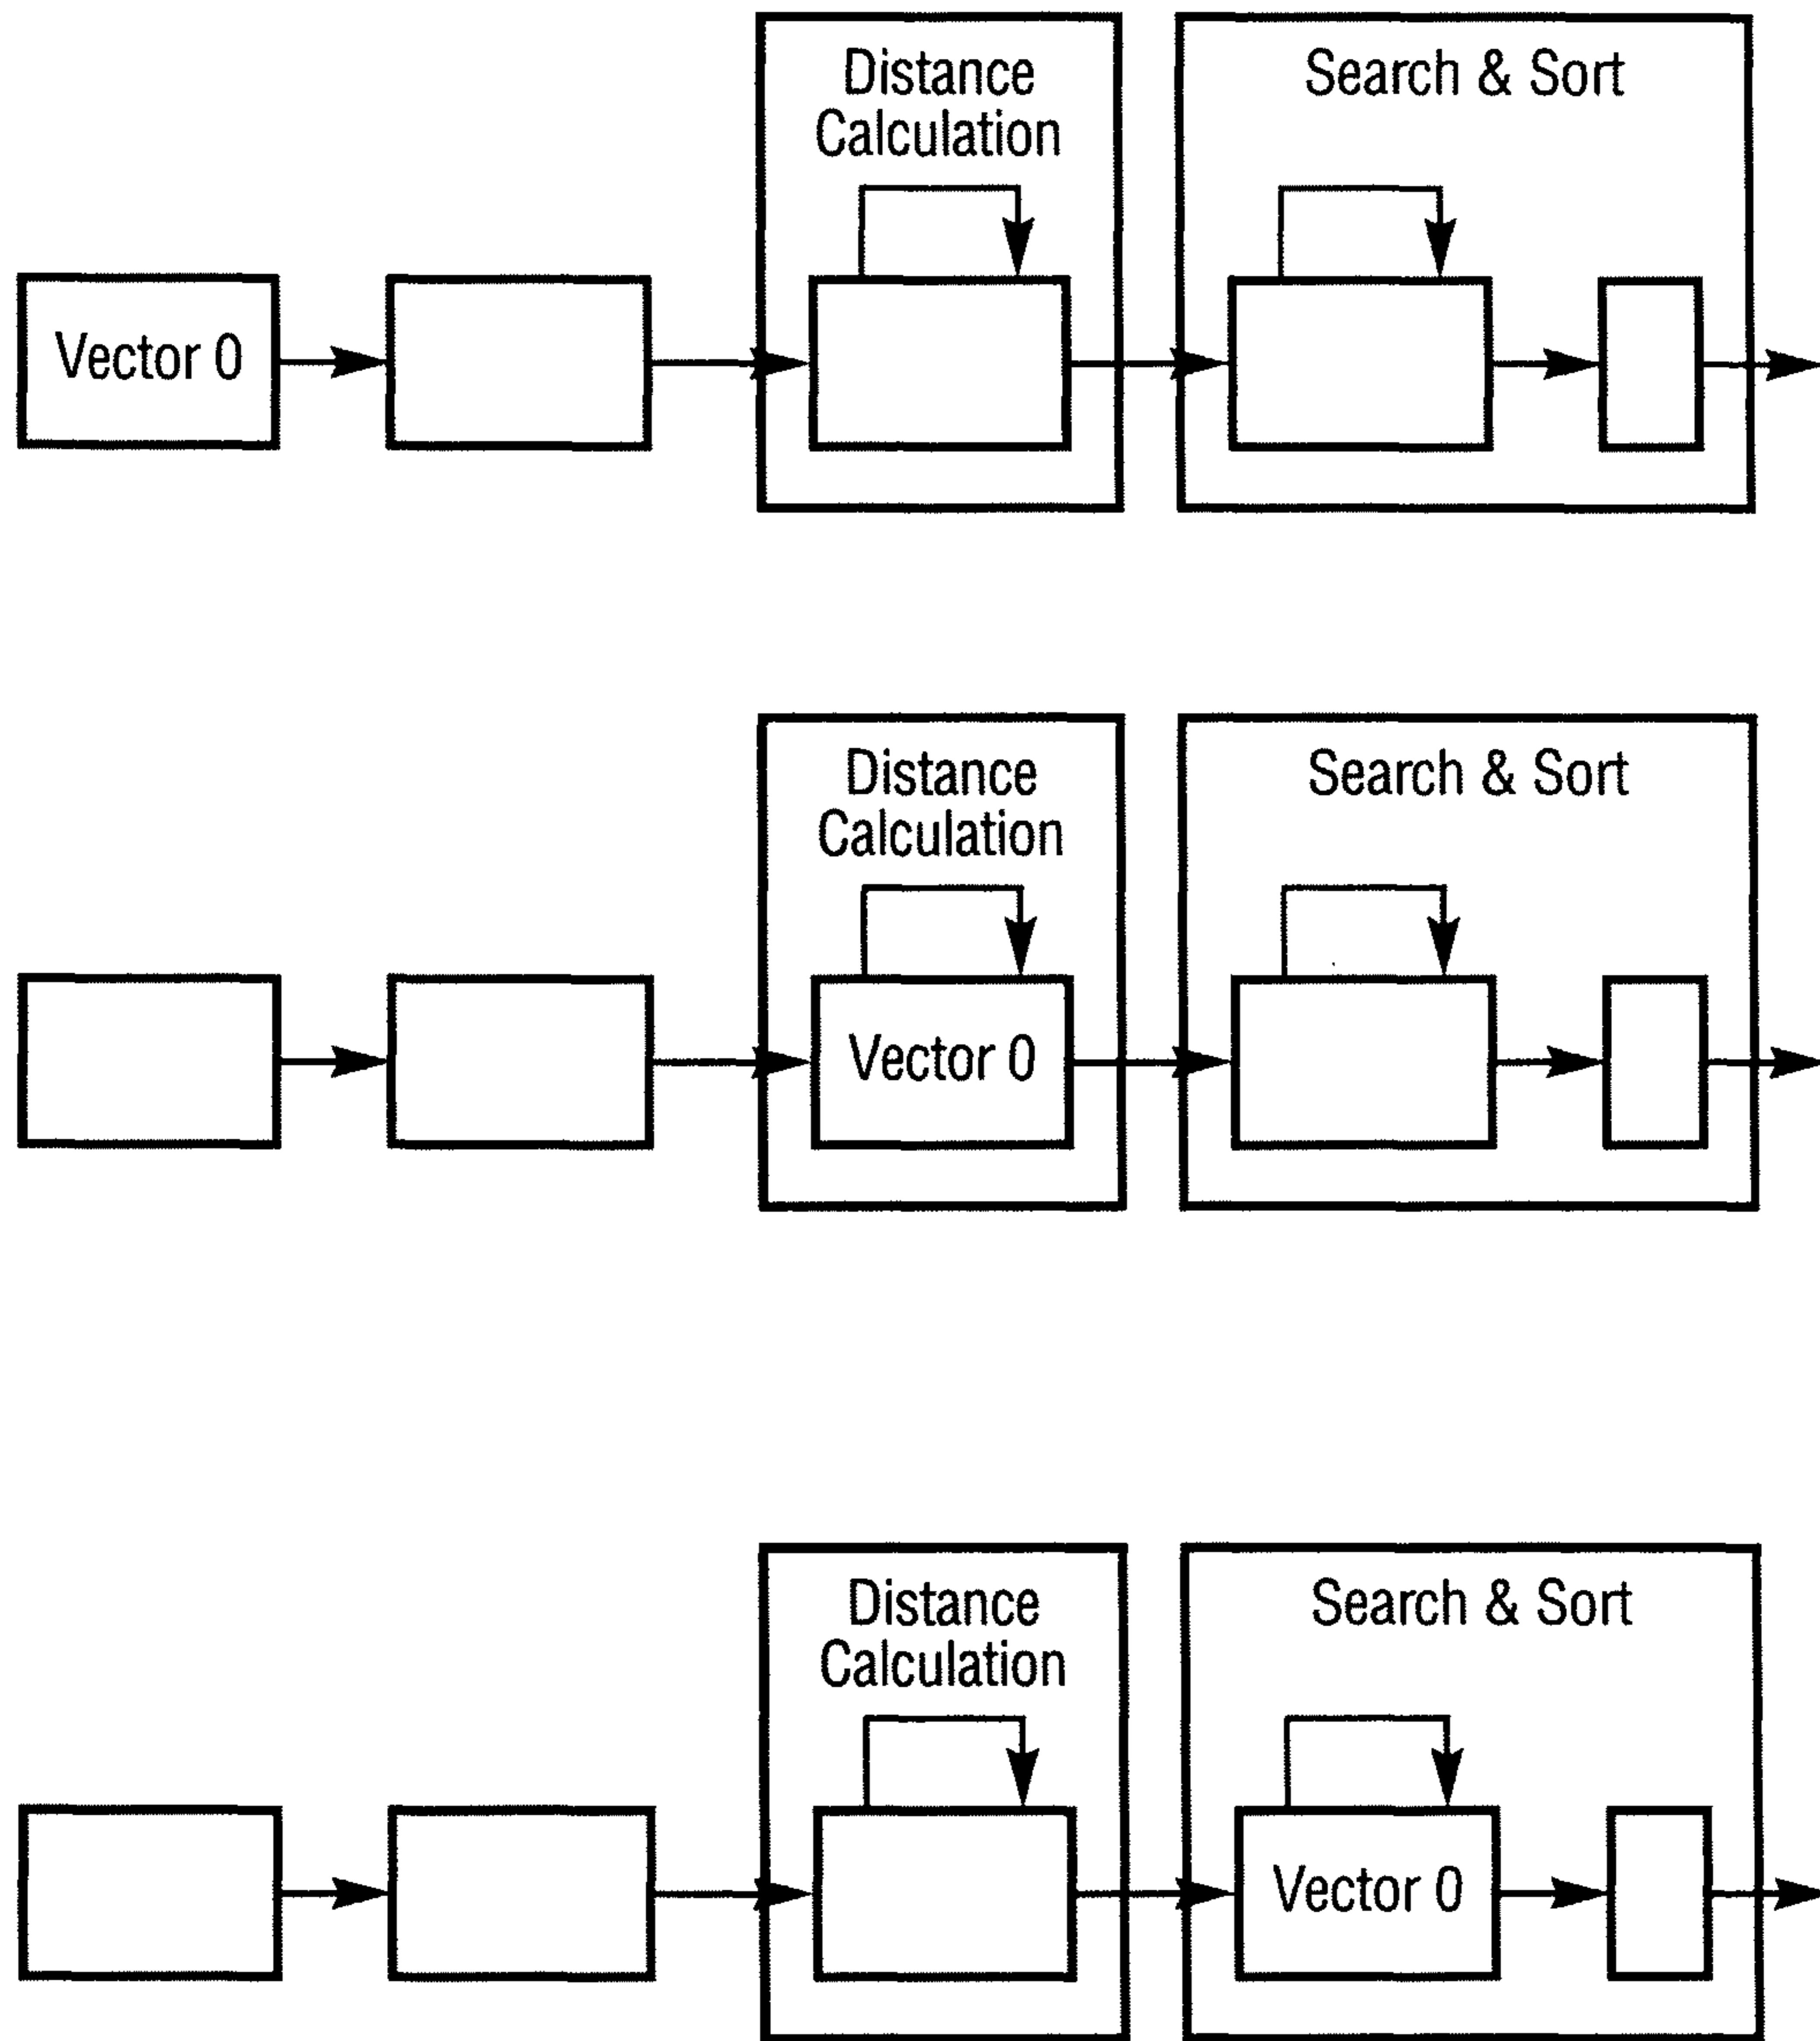 Distance
Calculation
Search & Sort
Vector 0
Distance
Calculation
Search & Sort
Vector 0
Distance
Calculation
Search & Sort
Vector 0